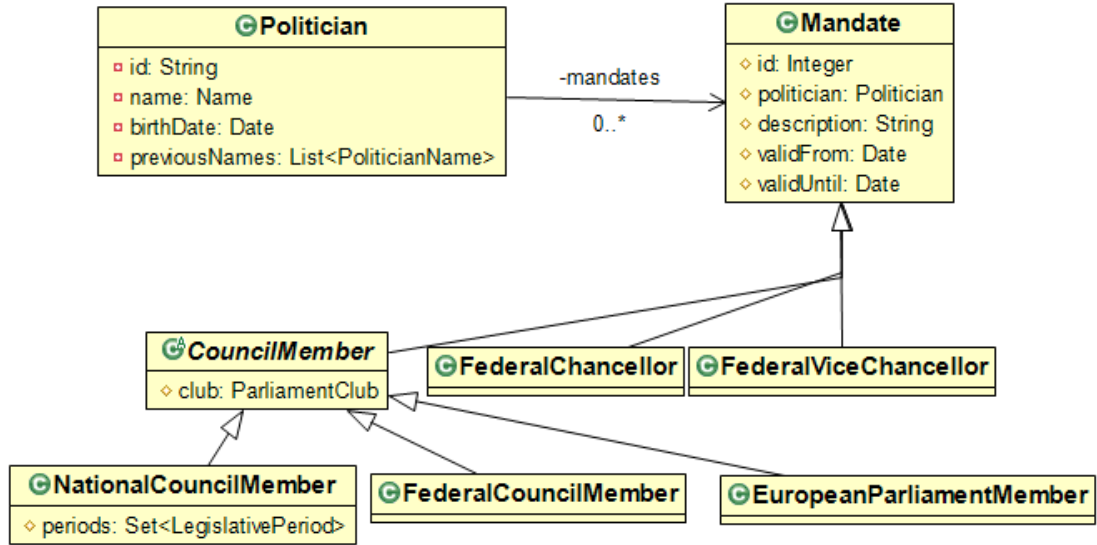 Politician
id: String
name: Name
birthDate: Date
previousNames: List<PoliticianName>
-mandates
0..*
Mandate
id: Integer
politician: Politician
description: String
validFrom: Date
validUntil: Date
CouncilMember
club: ParliamentClub
FederalChancellor
FederalViceChancellor
NationalCouncilMember
periods: Set<LegislativePeriod>
FederalCouncilMember
EuropeanParliamentMember